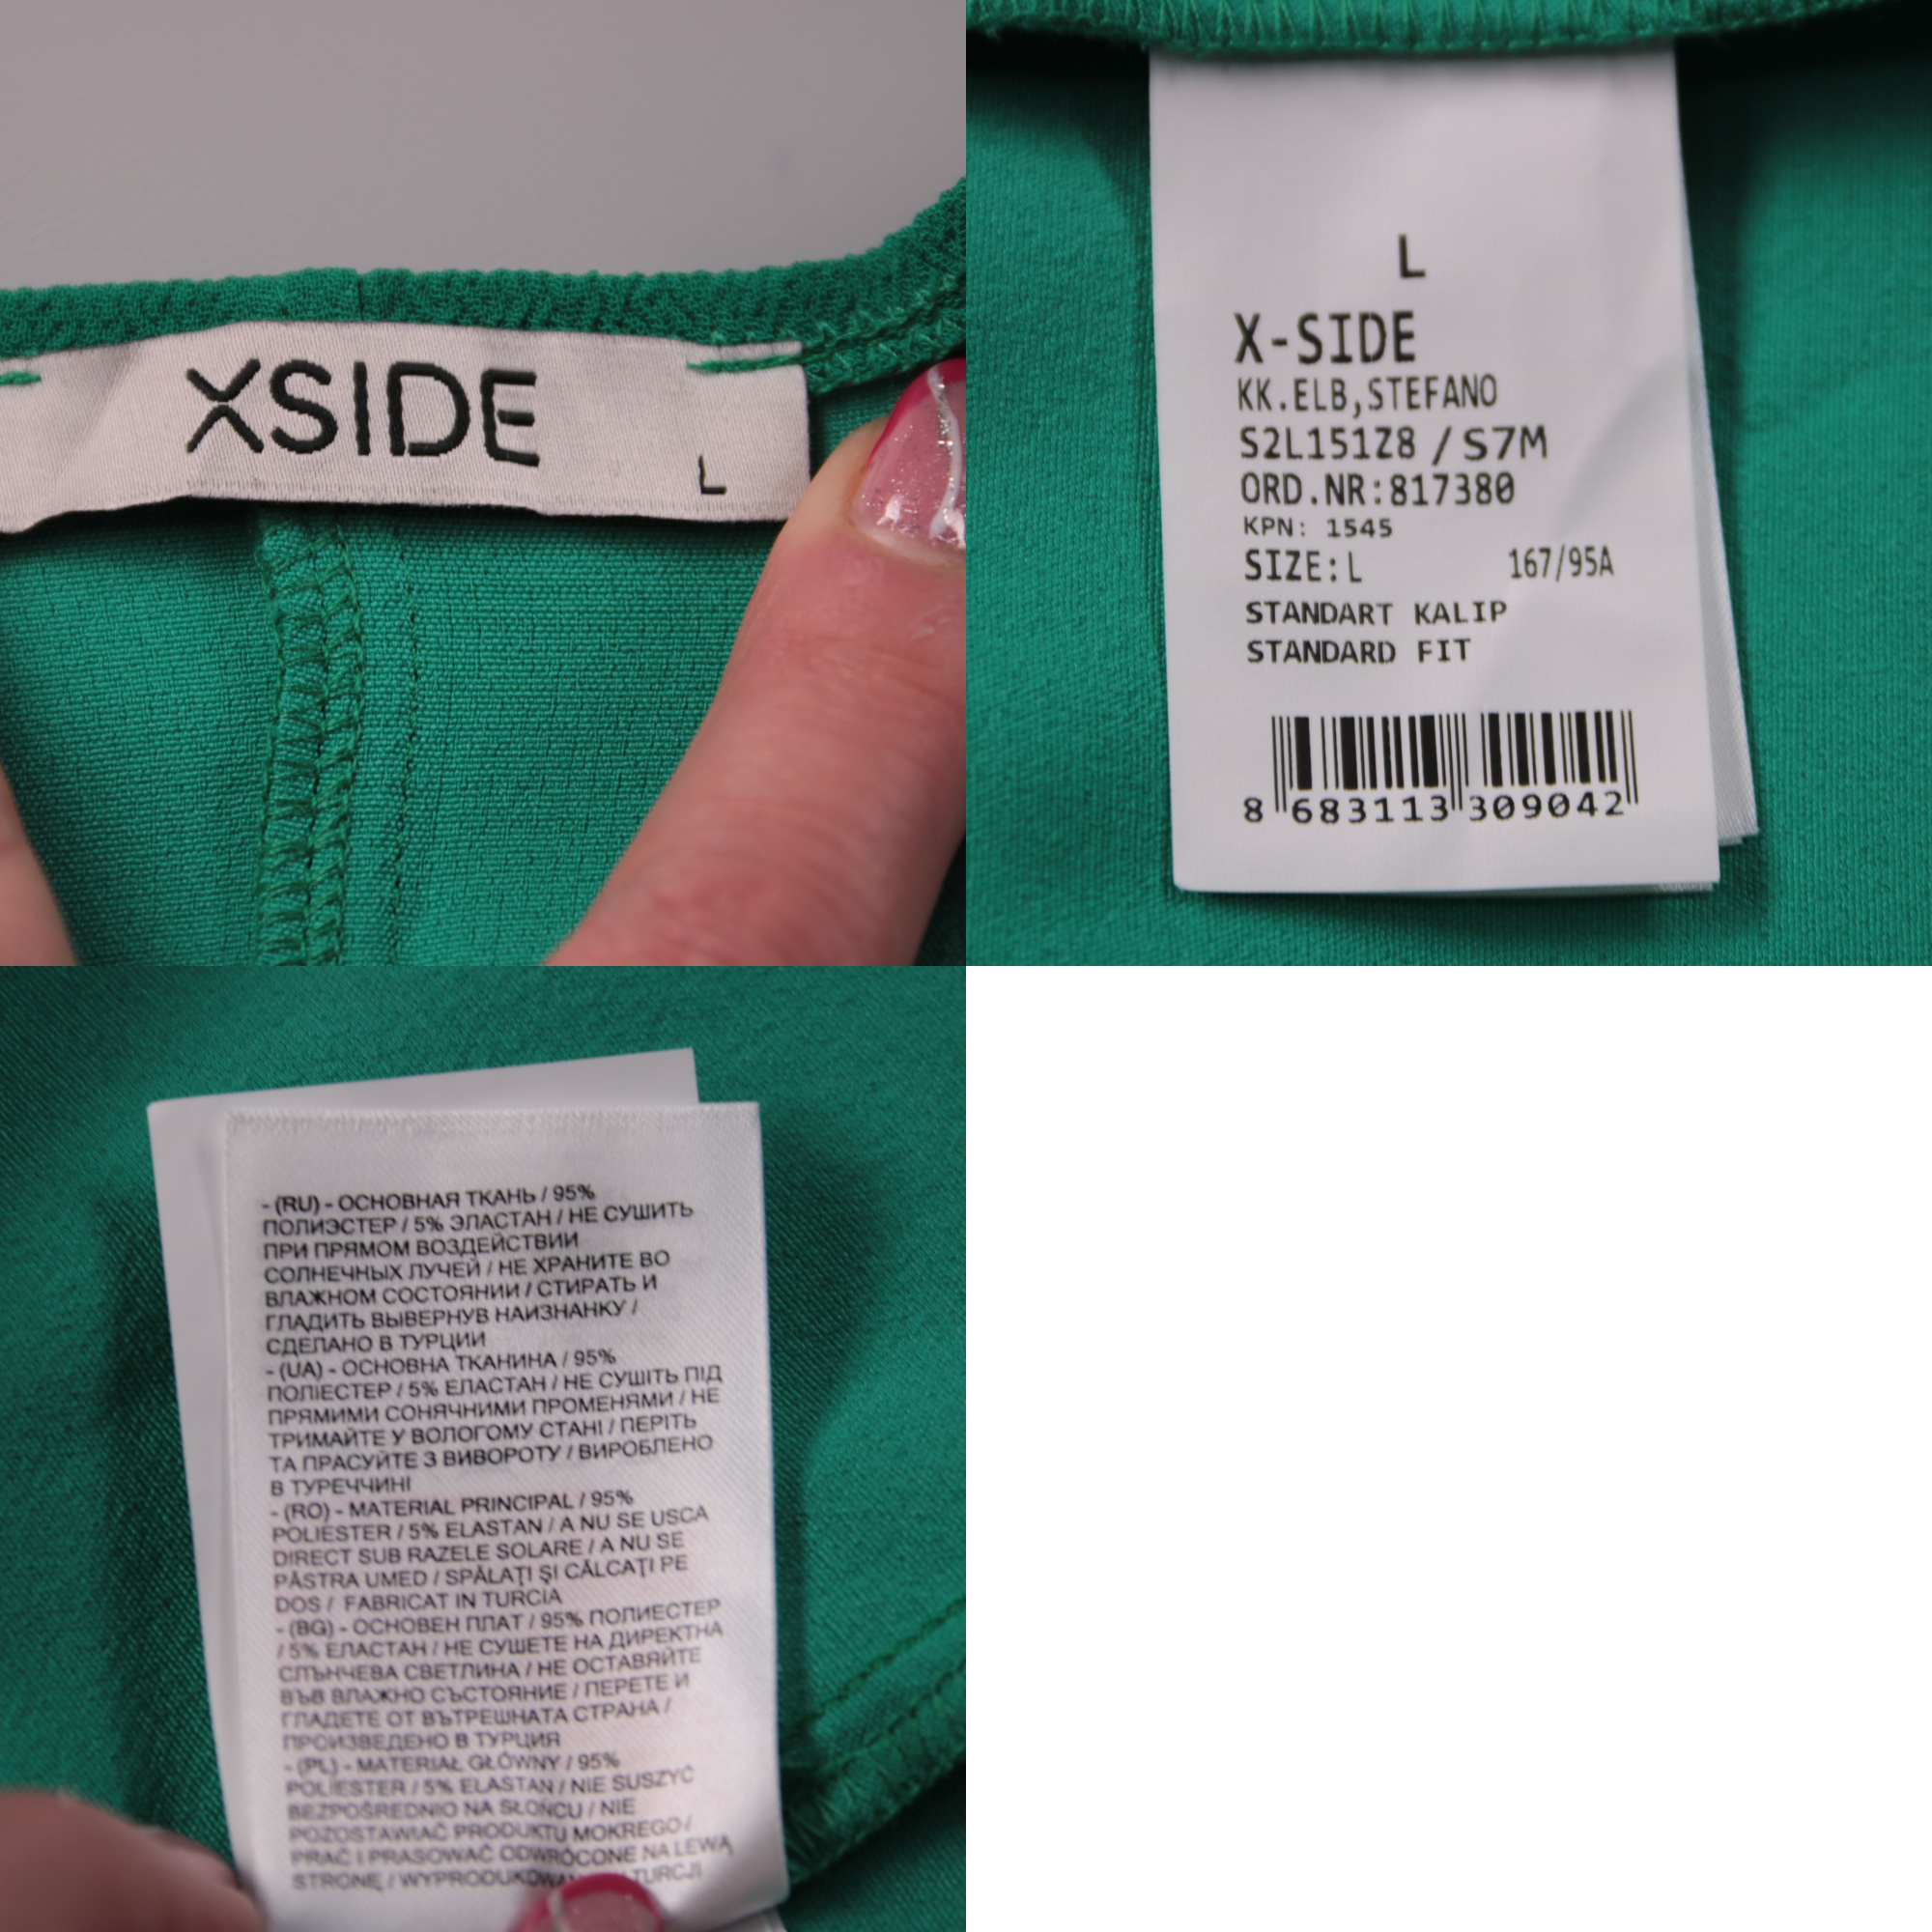 XSIDE
L
L
X-SIDE
KK.ELB,STEFANO
S2L151Z8 / S7M
ORD.NR:817380
KPN: 1545
SIZE:L 167/95A
STANDART KALIP
STANDARD FIT
8 683113 309042
- (RU) - ОСНОВНАЯ ТКАНЬ / 95%
ПОЛИЭСТЕР / 5% ЭЛАСТАН / НЕ СУШИТЬ
ПРИ ПРЯМОМ ВОЗДЕЙСТВИИ
СОЛНЕЧНЫХ ЛУЧЕЙ / НЕ ХРАНИТЕ ВО
ВЛАЖНОМ СОСТОЯНИИ / СТИРАТЬ И
ГЛАДИТЬ ВЫВЕРНУВ НАИЗНАНКУ /
СДЕЛАНО В ТУРЦИИ
- (UA) - ОСНОВНА ТКАНИНА / 95%
ПОЛІЕСТЕР / 5% ЕЛАСТАН / НЕ СУШІТЬ ПІД
ПРЯМИМИ СОНЯЧНИМИ ПРОМЕНЯМИ / НЕ
ТРИМАЙТЕ У ВОЛОГОМУ СТАНІ / ПЕРІТЬ
ТА ПРАСУЙТЕ З ВИВОРОТУ / ВИРОБЛЕНО
В ТУРЕЧЧИНІ
- (RO) - MATERIAL PRINCIPAL / 95%
POLIESTER / 5% ELASTAN / A NU SE USCA
DIRECT SUB RAZELE SOLARE / A NU SE
PĂSTRA UMED / SPĂLAŢI ŞI CĂLCAŢI PE
DOS / FABRICAT IN TURCIA
- (BG) - ОСНОВЕН ПЛАТ / 95% ПОЛИЕСТЕР
/ 5% ЕЛАСТАН / НЕ СУШЕТЕ НА ДИРЕКТНА
СЛЪНЧЕВА СВЕТЛИНА / НЕ ОСТАВЯЙТЕ
ВЪВ ВЛАЖНО СЪСТОЯНИЕ / ПЕРЕТЕ И
ГЛАДЕТЕ ОТ ВЪТРЕШНАТА СТРАНА /
ПРОИЗВЕДЕНО В ТУРЦИЯ
- (PL) - MATERIAŁ GŁÓWNY / 95%
POLIESTER / 5% ELASTAN / NIE SUSZYĆ
BEZPOŚREDNIO NA SŁOŃCU / NIE
POZOSTAWIAĆ PRODUKTU MOKREGO /
PRAĆ I PRASOWAĆ ODWRÓCONE NA LEWĄ
STRONĘ / TURCJI